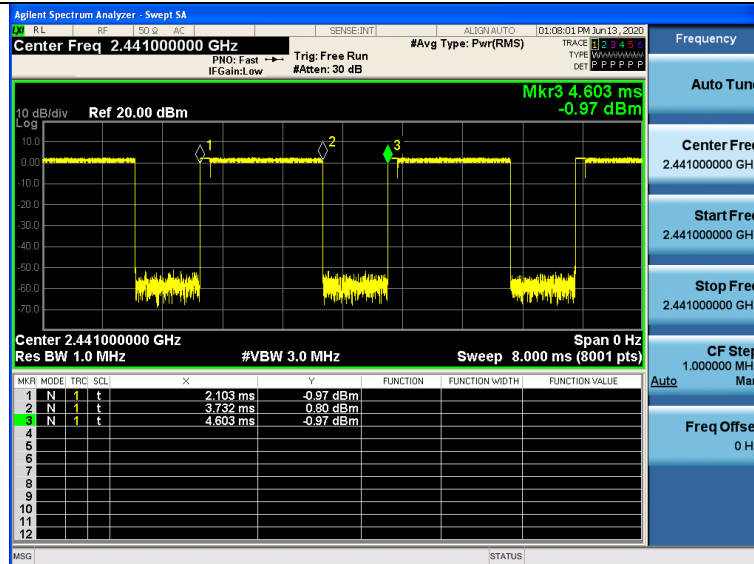 Agilent Spectrum Analyzer - Swept SA
LXI RL RF 50 Ω AC SENSE:INT ALIGN AUTO 01:08:01 PM Jun 13, 2020
Center Freq 2.441000000 GHz
PNO: Fast
IFGain:Low
Trig: Free Run
#Atten: 30 dB
#Avg Type: Pwr(RMS)
TRACE 1 2 3 4 5 6
TYPE WWWWWW
DET P P P P P P
Mkr3 4.603 ms
-0.97 dBm
10 dB/div Ref 20.00 dBm
Log
10.0
0.00
-10.0
-20.0
-30.0
-40.0
-50.0
-60.0
-70.0
1
2
3
Center 2.441000000 GHz Span 0 Hz
Res BW 1.0 MHz #VBW 3.0 MHz Sweep 8.000 ms (8001 pts)
MKR MODE TRC SCL X Y FUNCTION FUNCTION WIDTH FUNCTION VALUE
1 N 1 t 2.103 ms -0.97 dBm
2 N 1 t 3.732 ms 0.80 dBm
3 N 1 t 4.603 ms -0.97 dBm
4
5
6
7
8
9
10
11
12
MSG STATUS
Frequency
Auto Tun
Center Fre
2.441000000 GH
Start Fre
2.441000000 GH
Stop Fre
2.441000000 GH
CF Step
1.000000 MH
Auto Ma
Freq Offse
0 H